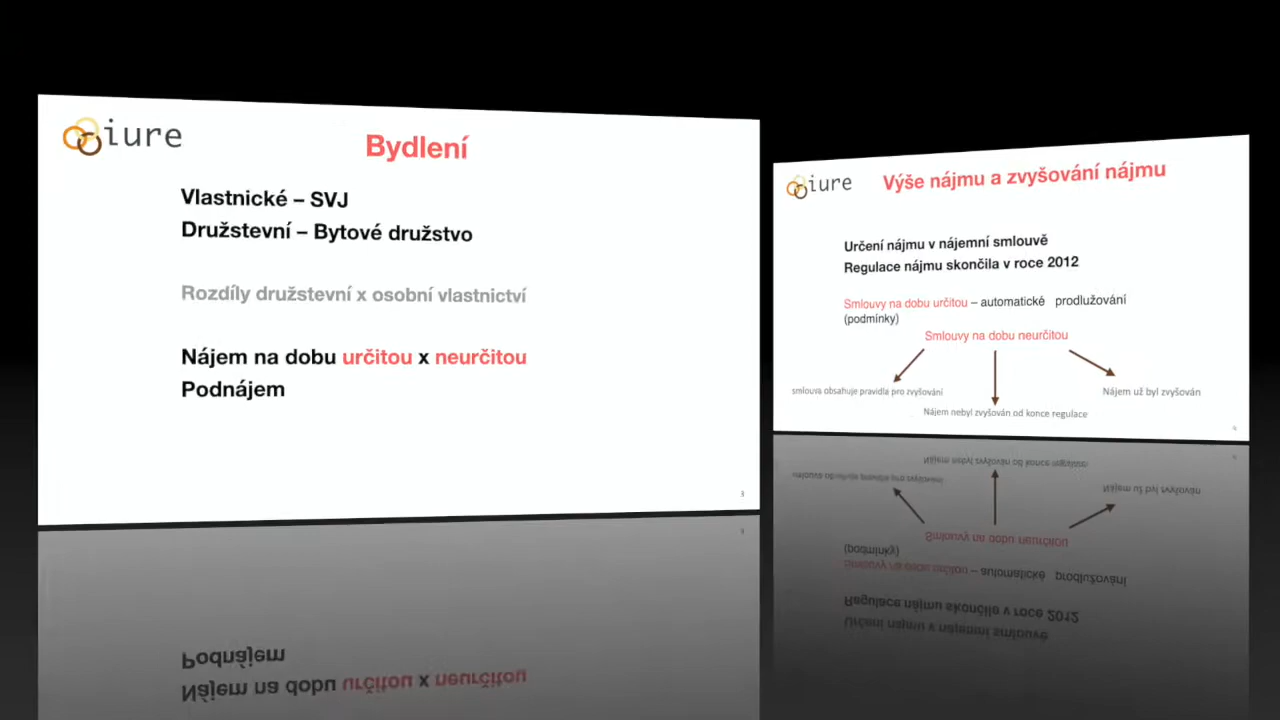 iure
Bydlení
Vlastnické – SVJ
Družstevní – Bytové družstvo
Rozdíly družstevní x osobní vlastnictví
Nájem na dobu určitou x neurčitou
Podnájem
3
iure
Výše nájmu a zvyšování nájmu
Určení nájmu v nájemní smlouvě
Regulace nájmu skončila v roce 2012
Smlouvy na dobu určitou – automatické prodlužování
(podmínky)
Smlouvy na dobu neurčitou
smlouva obsahuje pravidla pro zvyšování
Nájem nebyl zvyšován od konce regulace
Nájem už byl zvyšován